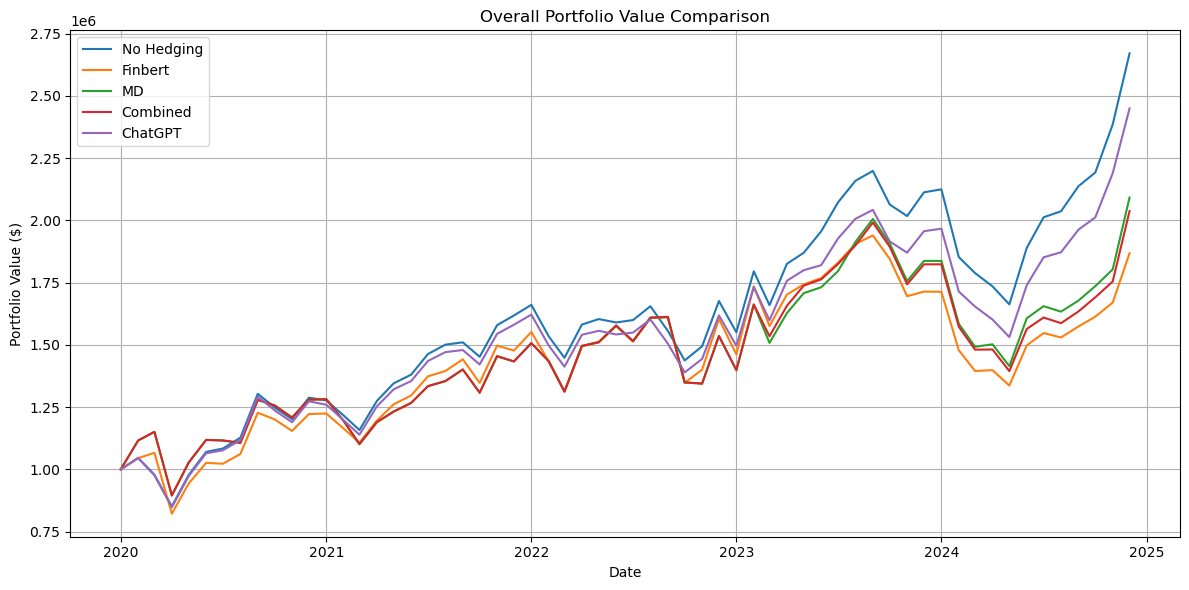 Overall Portfolio Value Comparison
1e6
2.75
2.50
2.25
2.00
1.75
1.50
1.25
1.00
0.75
Portfolio Value ($)
No Hedging
Finbert
MD
Combined
ChatGPT
2020
2021
2022
2023
2024
2025
Date